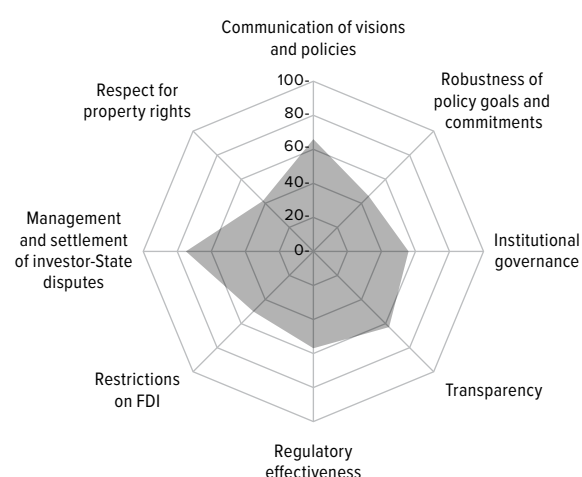 Communication of visions
and policies
Robustness of
policy goals and
commitments
Institutional
governance
Transparency
Regulatory
effectiveness
Restrictions
on FDI
Management
and settlement
of investor-State
disputes
Respect for
property rights
100-
80-
60-
40-
20-
0-